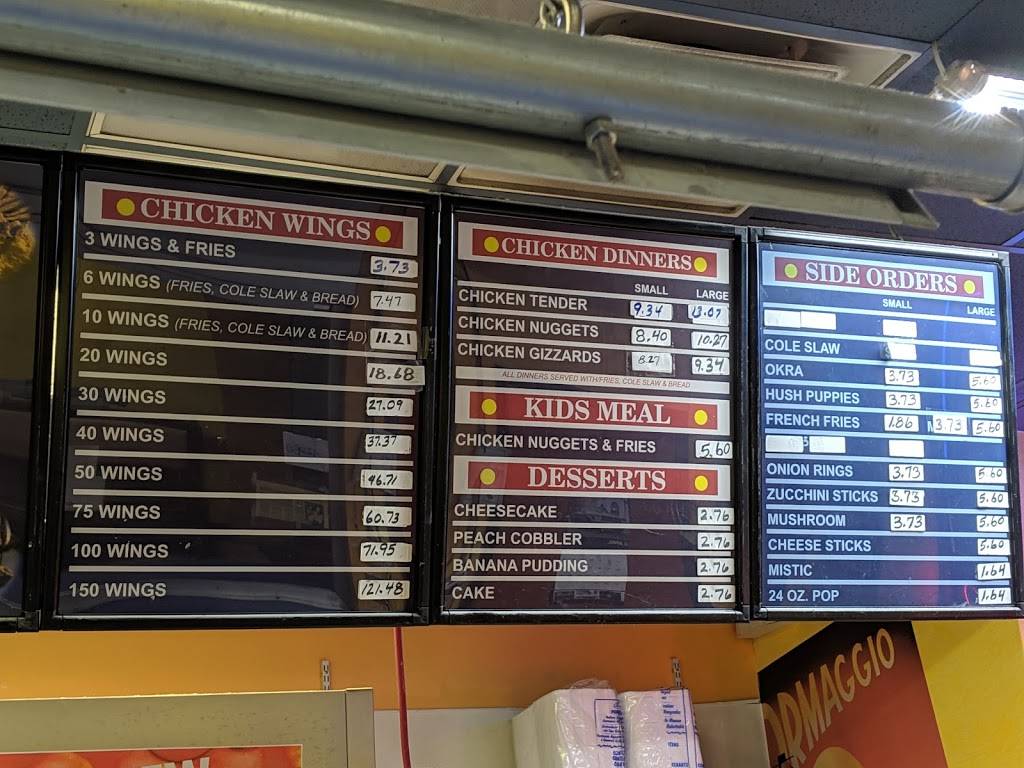 CHICKEN WINGS
3 WINGS & FRIES 3.73
6 WINGS (FRIES, COLE SLAW & BREAD) 7.47
10 WINGS (FRIES, COLE SLAW & BREAD) 11.21
20 WINGS 18.68
30 WINGS 27.09
40 WINGS 37.37
50 WINGS 46.71
75 WINGS 60.73
100 WINGS 71.95
150 WINGS 121.48
CHICKEN DINNERS
SMALL LARGE
CHICKEN TENDER 9.34 13.07
CHICKEN NUGGETS 8.40 10.27
CHICKEN GIZZARDS 8.27 9.34
ALL DINNERS SERVED WITH/FRIES, COLE SLAW & BREAD
KIDS MEAL
CHICKEN NUGGETS & FRIES 5.60
DESSERTS
CHEESECAKE 2.76
PEACH COBBLER 2.76
BANANA PUDDING 2.76
CAKE 2.76
SIDE ORDERS
SMALL LARGE
COLE SLAW
OKRA 3.73 5.60
HUSH PUPPIES 3.73 5.60
FRENCH FRIES 1.86 M 3.73 5.60
ONION RINGS 3.73 5.60
ZUCCHINI STICKS 3.73 5.60
MUSHROOM 3.73 5.60
CHEESE STICKS 5.60
MISTIC 1.64
24 OZ. POP 1.64
ORMAGGIO